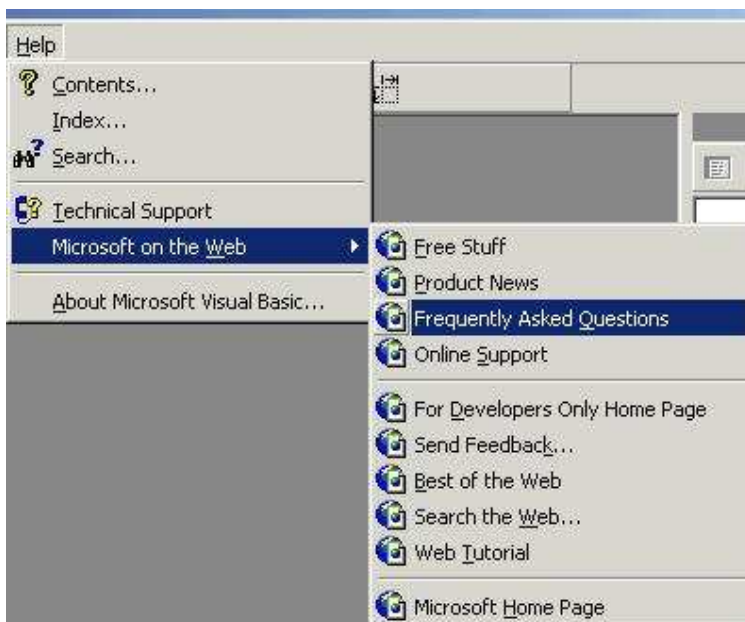 Help
Contents...
Index...
Search...
Technical Support
Microsoft on the Web
About Microsoft Visual Basic...
Free Stuff
Product News
Frequently Asked Questions
Online Support
For Developers Only Home Page
Send Feedback...
Best of the Web
Search the Web...
Web Tutorial
Microsoft Home Page